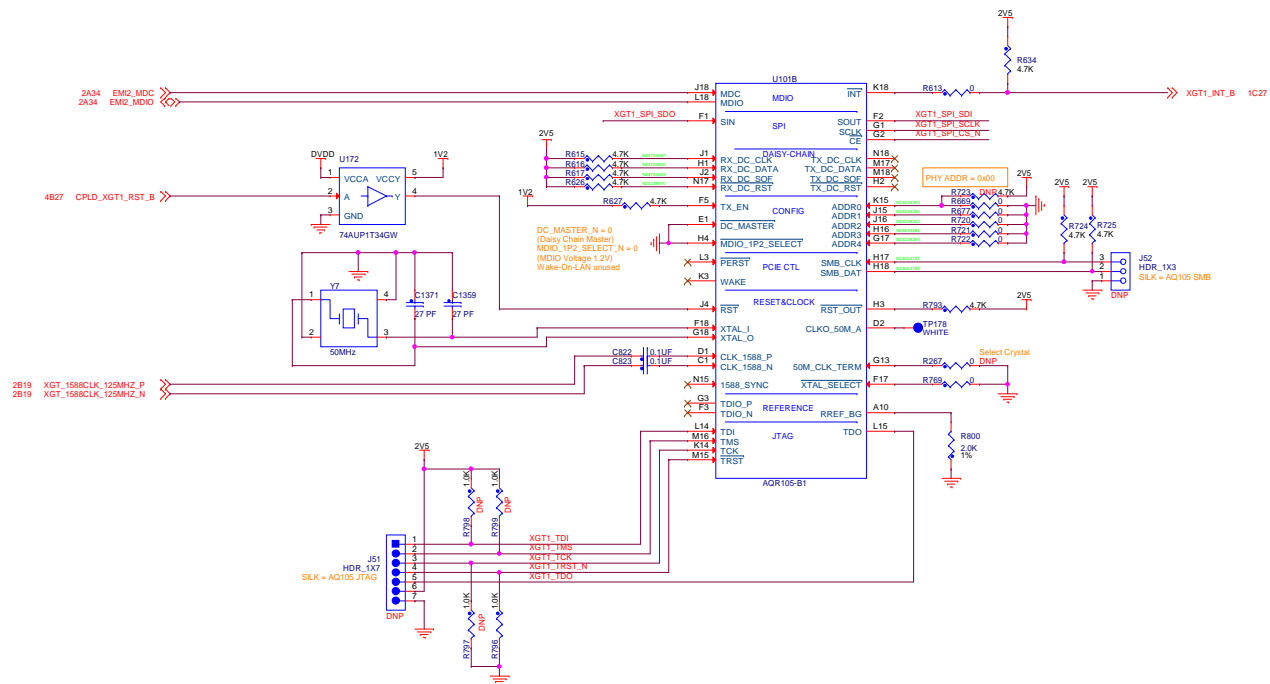 2V5
R634
4.7K
U101B
2A34 EMI2_MDC
2A34 EMI2_MDIO
J18
L18
MDC
MDIO
MDIO
INT
K18
R613
0
XGT1_INT_B 1C27
XGT1_SPI_SDO
F1
SIN
SPI
SOUT
SCLK
CE
F2
G1
G2
XGT1_SPI_SDI
XGT1_SPI_SCLK
XGT1_SPI_CS_N
2V5
R615
4.7K
R616
4.7K
R617
4.7K
R626
4.7K
J1
H1
J2
N17
RX_DC_CLK
RX_DC_DATA
RX_DC_SOF
RX_DC_RST
DAISY-CHAIN
TX_DC_CLK
TX_DC_DATA
TX_DC_SOF
TX_DC_RST
N18
M17
M18
H2
DVDD
U172
1V2
1
VCCA
VCCY
5
2
A
Y
4
3
GND
74AUP1T34GW
4B27 CPLD_XGT1_RST_B
1V2
R627
4.7K
F5
TX_EN
E1
DC_MASTER
H4
MDIO_1P2_SELECT
CONFIG
ADDR0
ADDR1
ADDR2
ADDR3
ADDR4
K15
J15
J16
H16
G17
PHY ADDR = 0x00
R723
DNP
4.7K
R669
0
R677
0
R720
0
R721
0
R722
0
2V5
2V5
2V5
R724
4.7K
R725
4.7K
DC_MASTER_N = 0
(Daisy Chain Master)
MDIO_1P2_SELECT_N = 0
(MDIO Voltage 1.2V)
Wake-On-LAN unused
L3
PERST
K3
WAKE
PCIE CTL
SMB_CLK
SMB_DAT
H17
H18
3
2
1
J52
HDR_1X3
SILK = AQ105 SMB
DNP
Y7
1
4
2
3
50MHz
C1371
27 PF
C1359
27 PF
J4
RST
RESET&CLOCK
RST_OUT
H3
R793
4.7K
2V5
F18
G18
XTAL_I
XTAL_O
CLKO_50M_A
D2
TP178
WHITE
C822
0.1UF
C823
0.1UF
D1
C1
CLK_1588_P
CLK_1588_N
50M_CLK_TERM
G13
R267
0
Select Crystal
DNP
2B19 XGT_1588CLK_125MHZ_P
2B19 XGT_1588CLK_125MHZ_N
N15
1588_SYNC
XTAL_SELECT
F17
R769
0
G3
F3
TDIO_P
TDIO_N
REFERENCE
RREF_BG
A10
R800
2.0K
1%
L14
M16
K14
M15
TDI
TMS
TCK
TRST
JTAG
TDO
L15
AQR105-B1
2V5
1.0K
R798
DNP
1.0K
R799
DNP
J51
HDR_1X7
SILK = AQ105 JTAG
DNP
1
2
3
4
5
6
7
XGT1_TDI
XGT1_TMS
XGT1_TCK
XGT1_TRST_N
XGT1_TDO
1.0K
R797
DNP
1.0K
R796